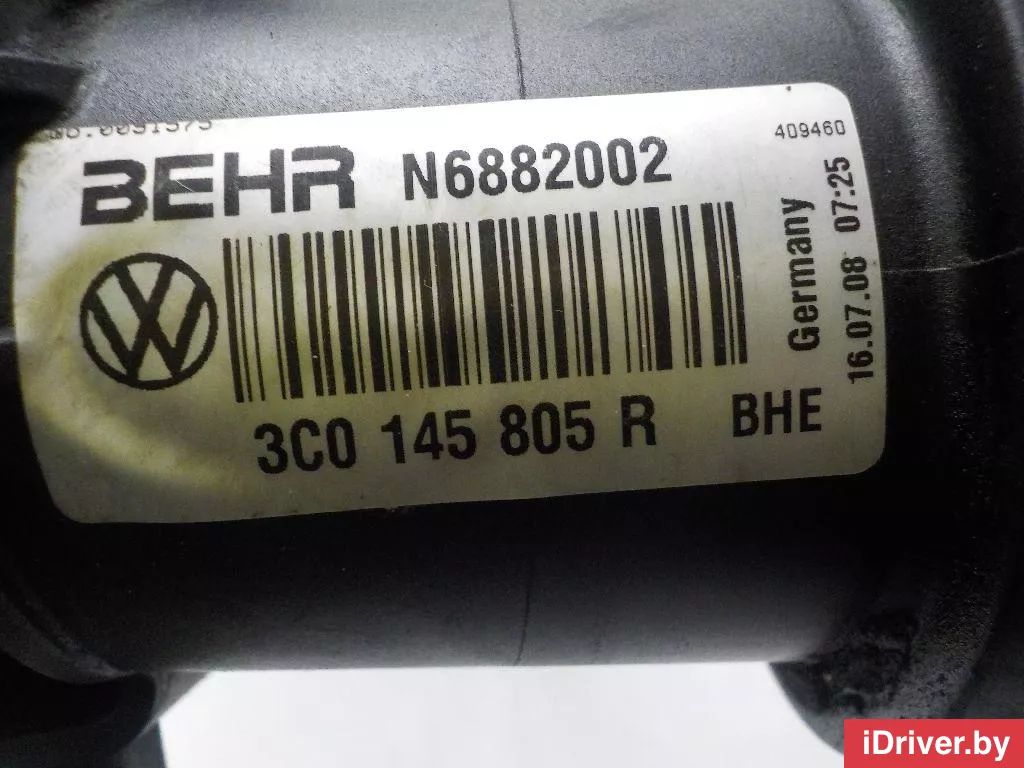 BEHR N6882002
409460
3C0 145 805 R BHE
Germany
16.07.08 07:25
iDriver.by